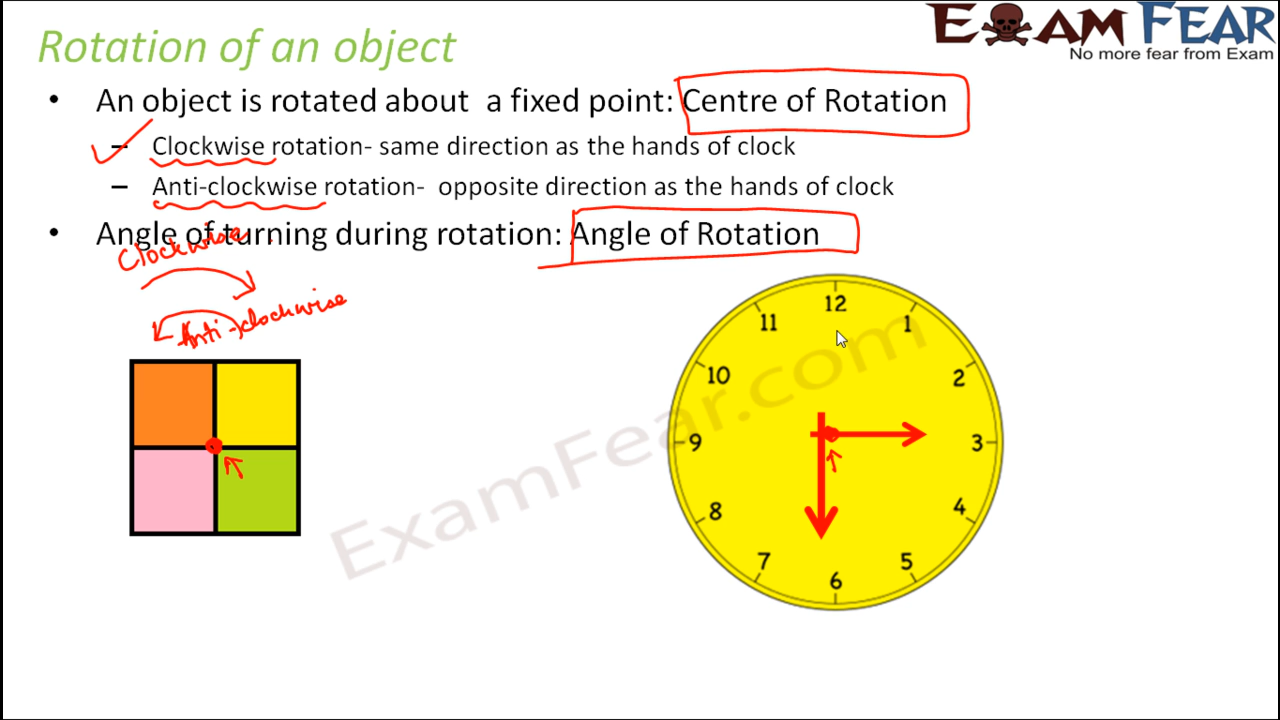 Rotation of an object
EXAM FEAR
No more fear from Exam
• An object is rotated about a fixed point: Centre of Rotation
– Clockwise rotation- same direction as the hands of clock
– Anti-clockwise rotation- opposite direction as the hands of clock
• Angle of turning during rotation: Angle of Rotation
Clockwise
Anti-clockwise
12
11
1
10
2
9
3
8
4
7
5
6
ExamFear.com